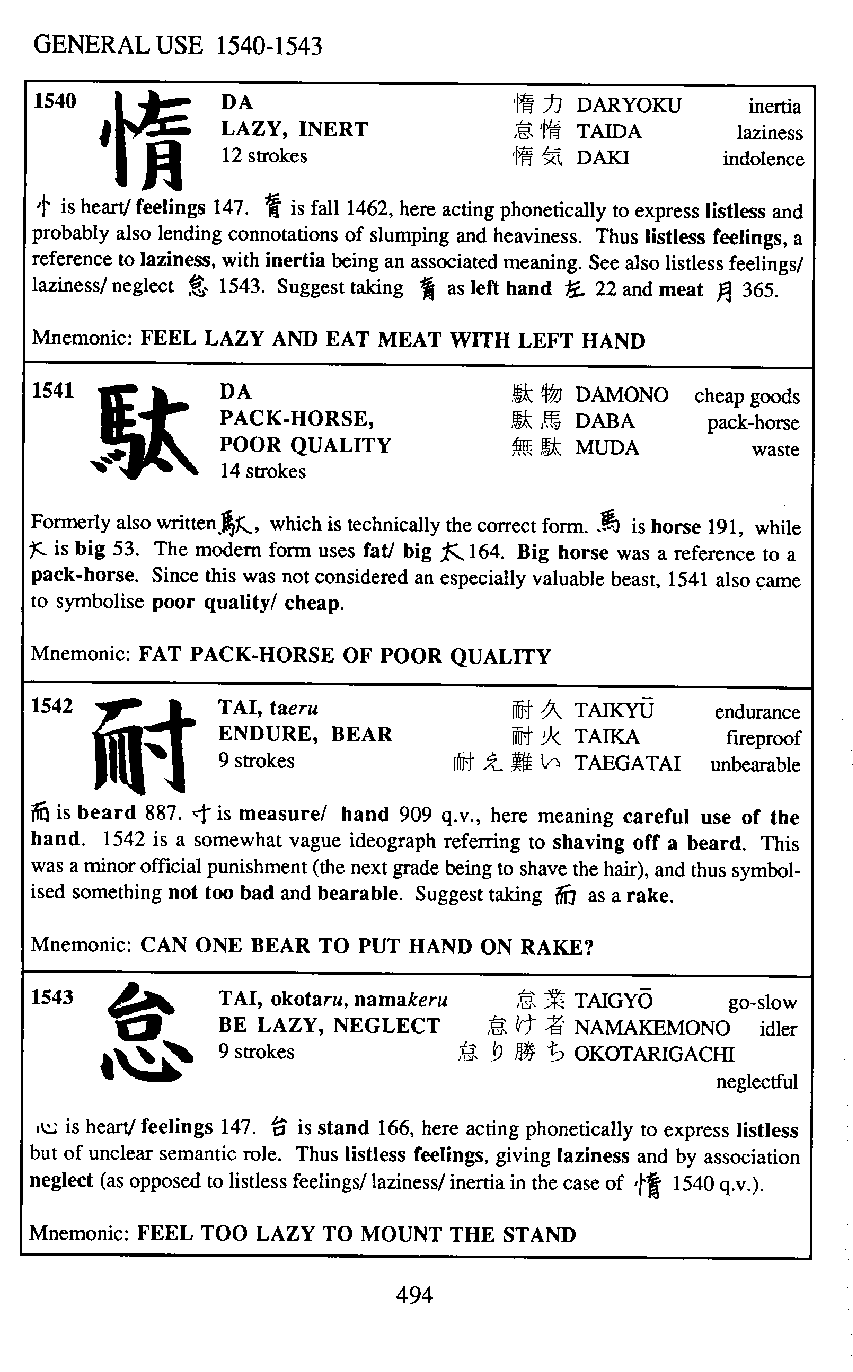 GENERAL USE 1540-1543
1540 惰 DA 惰力 DARYOKU inertia
LAZY, INERT 怠惰 TAIDA laziness
12 strokes 惰気 DAKI indolence
忄 is heart/ feelings 147. is fall 1462, here acting phonetically to express listless and
probably also lending connotations of slumping and heaviness. Thus listless feelings, a
reference to laziness, with inertia being an associated meaning. See also listless feelings/
laziness/ neglect 怠 1543. Suggest taking as left hand 左 22 and meat 月 365.
Mnemonic: FEEL LAZY AND EAT MEAT WITH LEFT HAND
1541 駄 DA 駄物 DAMONO cheap goods
PACK-HORSE, 駄馬 DABA pack-horse
POOR QUALITY 無駄 MUDA waste
14 strokes
Formerly also written 馱, which is technically the correct form. 馬 is horse 191, while
大 is big 53. The modern form uses fat/ big 太 164. Big horse was a reference to a
pack-horse. Since this was not considered an especially valuable beast, 1541 also came
to symbolise poor quality/ cheap.
Mnemonic: FAT PACK-HORSE OF POOR QUALITY
1542 耐 TAI, taeru 耐久 TAIKYŪ endurance
ENDURE, BEAR 耐火 TAIKA fireproof
9 strokes 耐え難い TAEGATAI unbearable
而 is beard 887. 寸 is measure/ hand 909 q.v., here meaning careful use of the
hand. 1542 is a somewhat vague ideograph referring to shaving off a beard. This
was a minor official punishment (the next grade being to shave the hair), and thus symbol-
ised something not too bad and bearable. Suggest taking 而 as a rake.
Mnemonic: CAN ONE BEAR TO PUT HAND ON RAKE?
1543 怠 TAI, okotaru, namakeru 怠業 TAIGYŌ go-slow
BE LAZY, NEGLECT 怠け者 NAMAKEMONO idler
9 strokes 怠り勝ち OKOTARIGACHI
neglectful
心 is heart/ feelings 147. 台 is stand 166, here acting phonetically to express listless
but of unclear semantic role. Thus listless feelings, giving laziness and by association
neglect (as opposed to listless feelings/ laziness/ inertia in the case of 惰 1540 q.v.).
Mnemonic: FEEL TOO LAZY TO MOUNT THE STAND
494